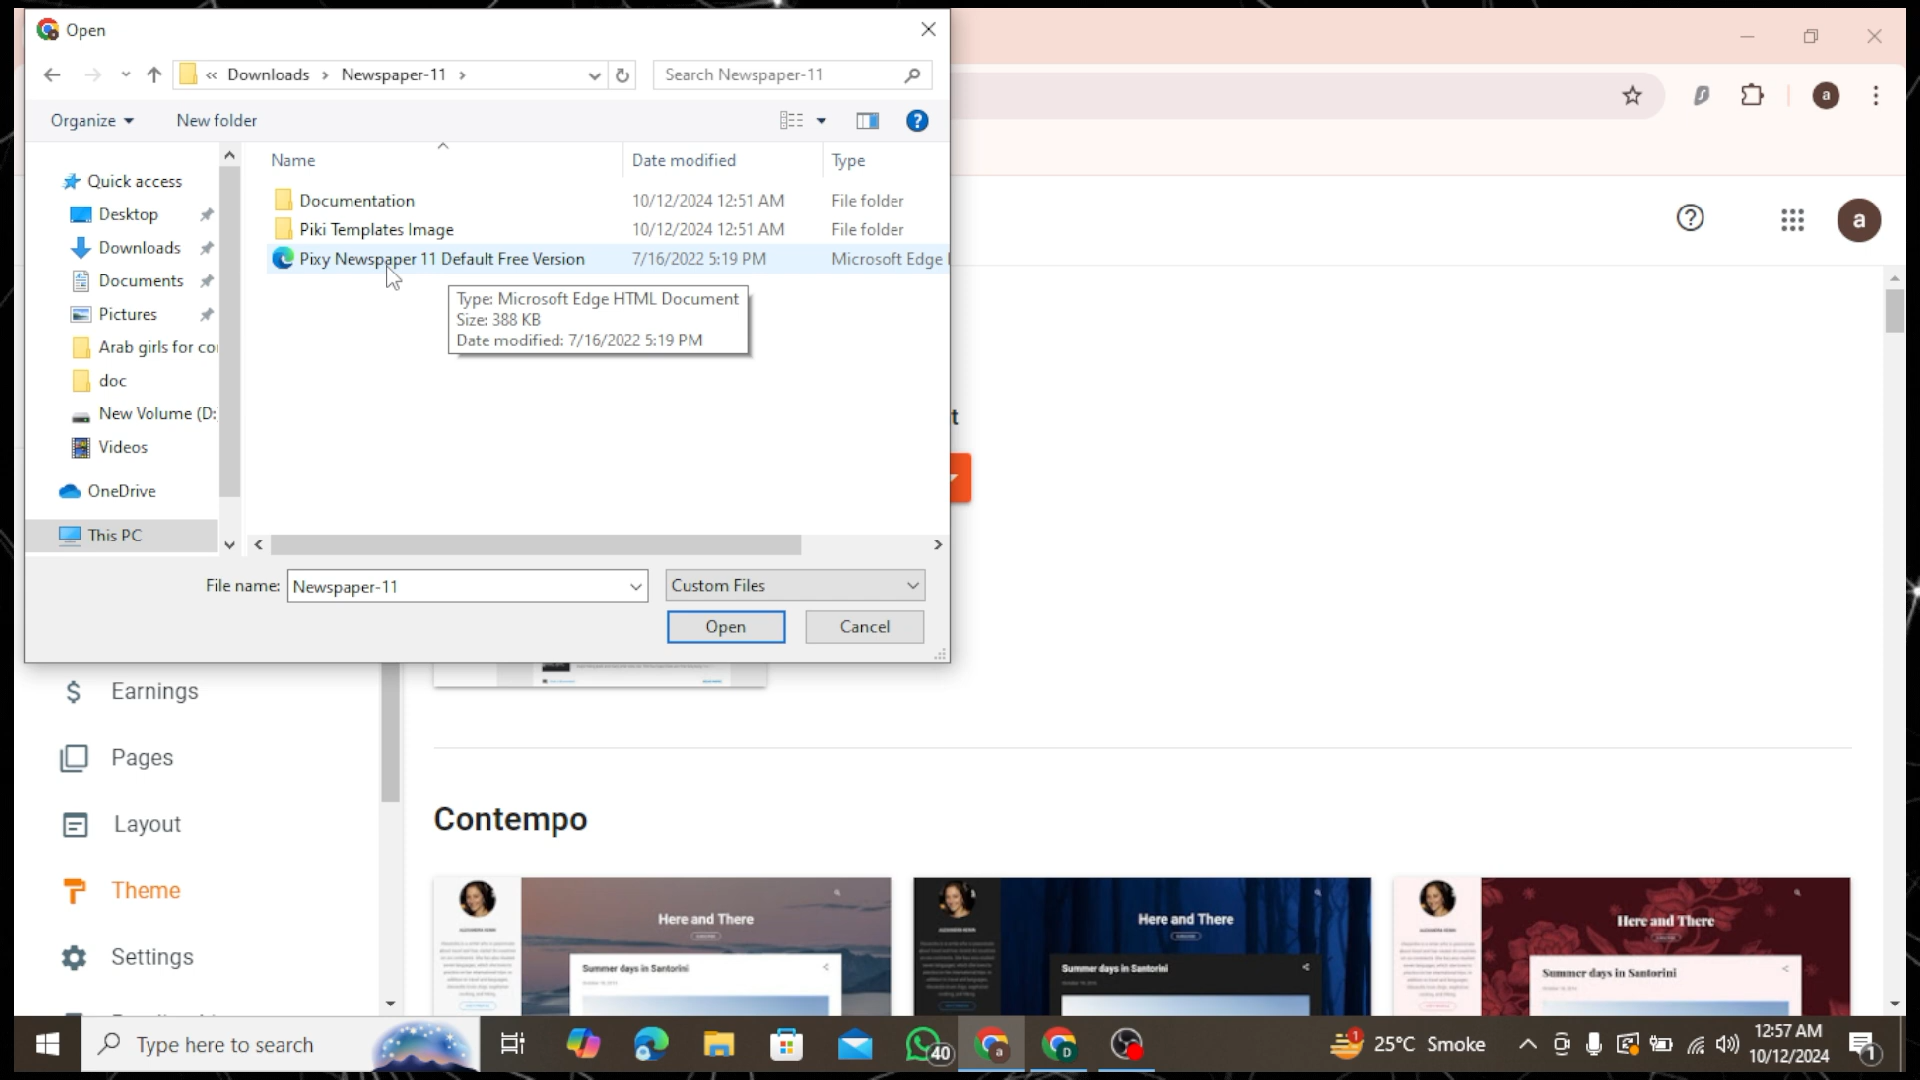 Open
« Downloads › Newspaper-11 ›
Search Newspaper-11
Organize
New folder
Name
Date modified
Type
Quick access
Desktop
Downloads
Documents
Pictures
Arab girls for co
doc
New Volume (D:
Videos
OneDrive
This PC
Documentation 10/12/2024 12:51 AM File folder
Piki Templates Image 10/12/2024 12:51 AM File folder
Pixy Newspaper 11 Default Free Version 7/16/2022 5:19 PM Microsoft Edge
Type: Microsoft Edge HTML Document
Size: 388 KB
Date modified: 7/16/2022 5:19 PM
File name: Newspaper-11
Custom Files
Open
Cancel
a
a
t
Earnings
Pages
Layout
Theme
Settings
Contempo
Here and There
Summer days in Santorini
Here and There
Summer days in Santorini
Here and There
Summer days in Santorini
Type here to search
40
a
D
1
25°C Smoke
12:57 AM
10/12/2024
1